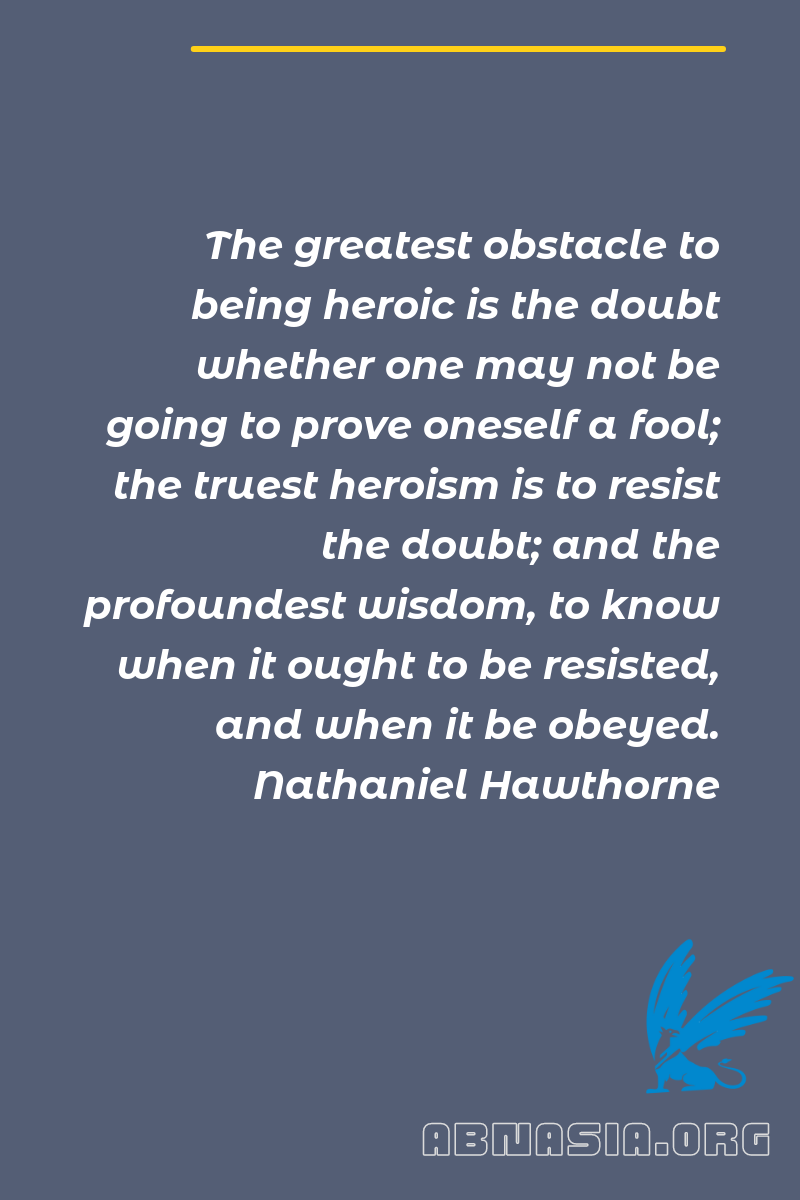 The greatest obstacle to
being heroic is the doubt
whether one may not be
going to prove oneself a fool;
the truest heroism is to resist
the doubt; and the
profoundest wisdom, to know
when it ought to be resisted,
and when it be obeyed.
Nathaniel Hawthorne
ABNASIA.ORG